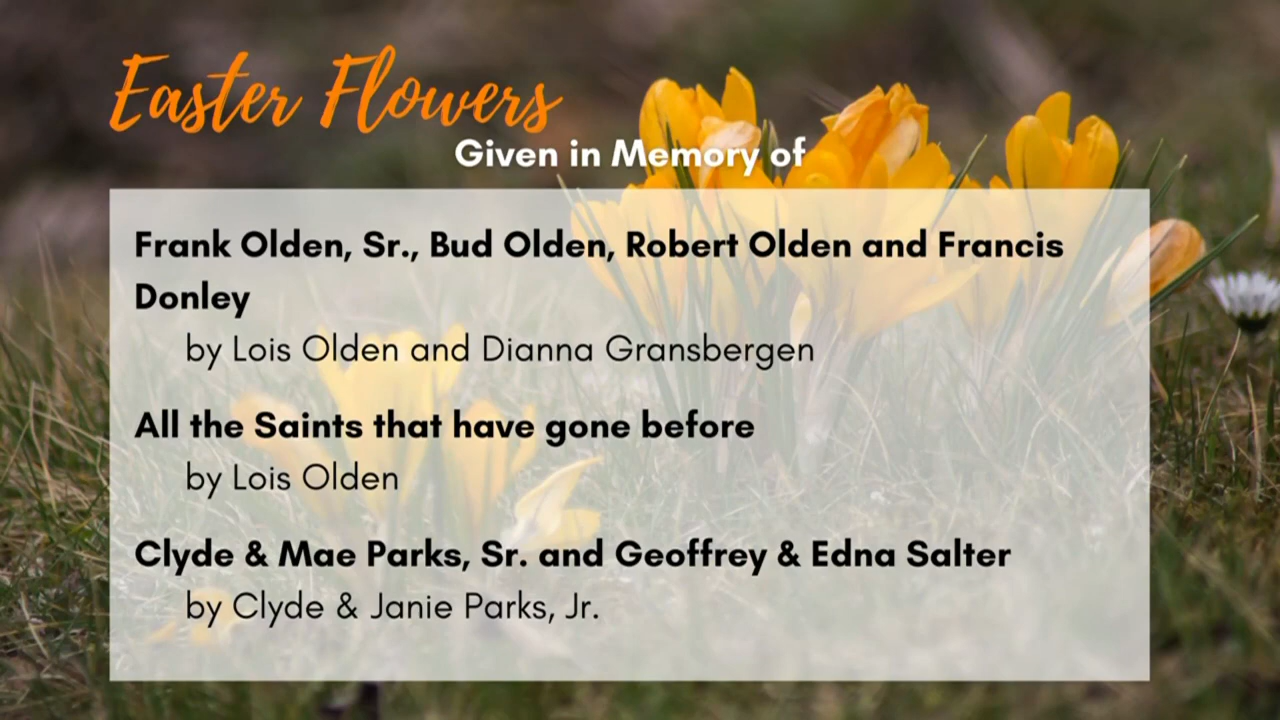 Easter Flowers
Given in Memory of
Frank Olden, Sr., Bud Olden, Robert Olden and Francis
Donley
by Lois Olden and Dianna Gransbergen
All the Saints that have gone before
by Lois Olden
Clyde & Mae Parks, Sr. and Geoffrey & Edna Salter
by Clyde & Janie Parks, Jr.